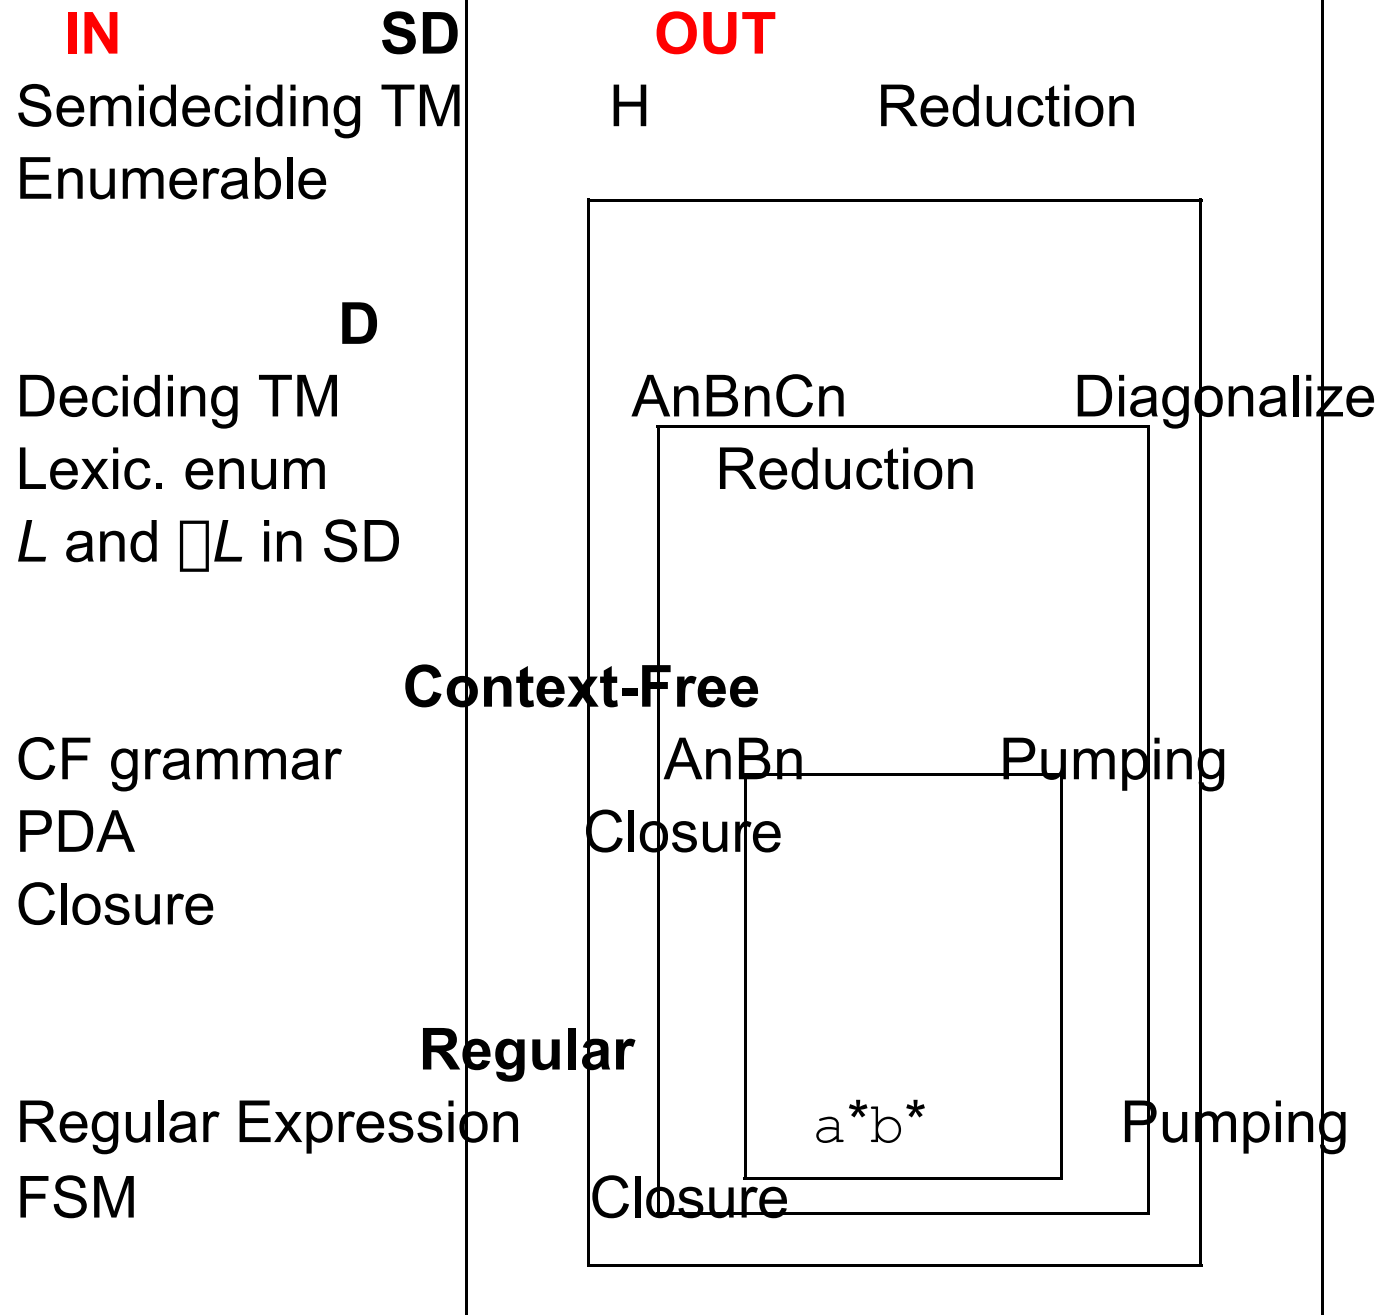 IN SD OUT
Semideciding TM H Reduction
Enumerable
D
Deciding TM AnBnCn Diagonalize
Lexic. enum Reduction
L and □L in SD
Context-Free
CF grammar AnBn Pumping
PDA Closure
Closure
Regular
Regular Expression a*b* Pumping
FSM Closure